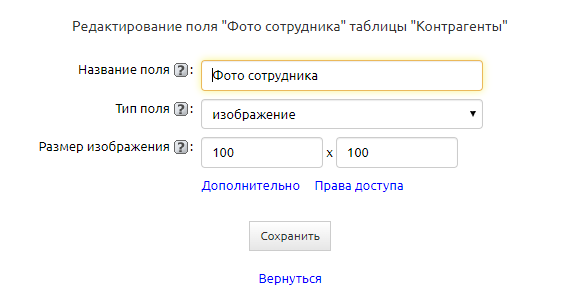 Редактирование поля "Фото сотрудника" таблицы "Контрагенты"
Название поля ? : Фото сотрудника
Тип поля ? : изображение
Размер изображения ? : 100 x 100
Дополнительно Права доступа
Сохранить
Вернуться